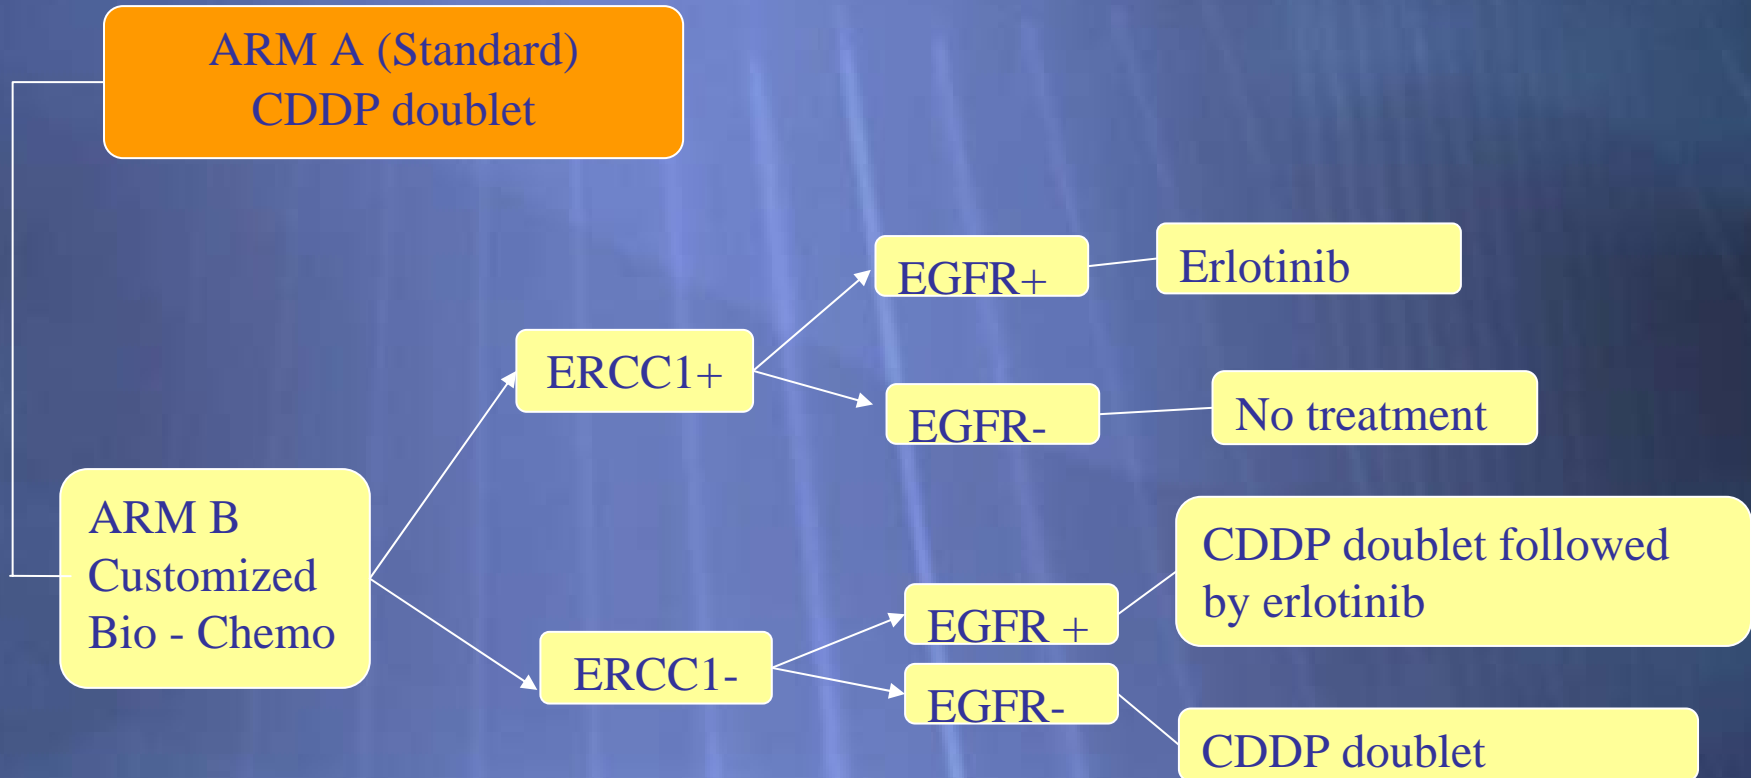 ARM A (Standard)
CDDP doublet
EGFR+
Erlotinib
ERCC1+
EGFR-
No treatment
ARM B
Customized
Bio - Chemo
CDDP doublet followed
by erlotinib
EGFR +
ERCC1-
EGFR-
CDDP doublet